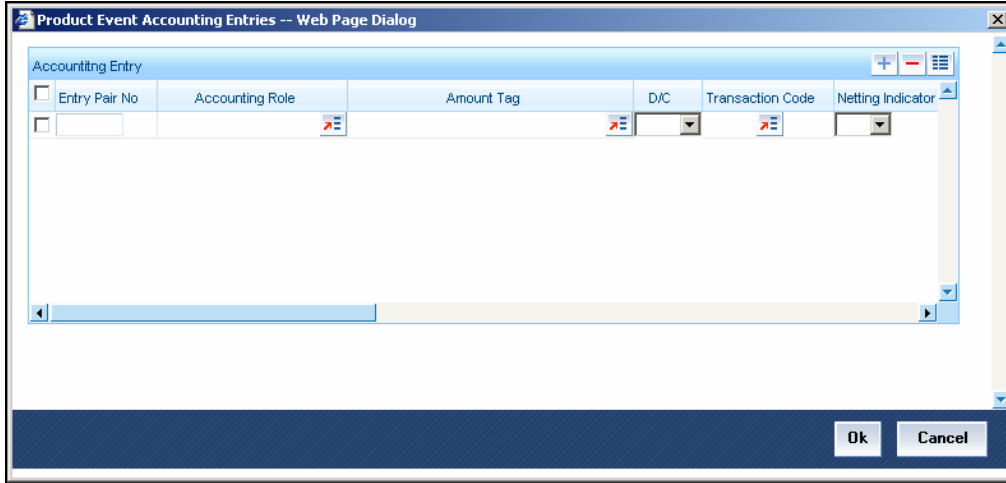 Product Event Accounting Entries -- Web Page Dialog
Accountitng Entry
Entry Pair No Accounting Role Amount Tag D/C Transaction Code Netting Indicator
Ok Cancel